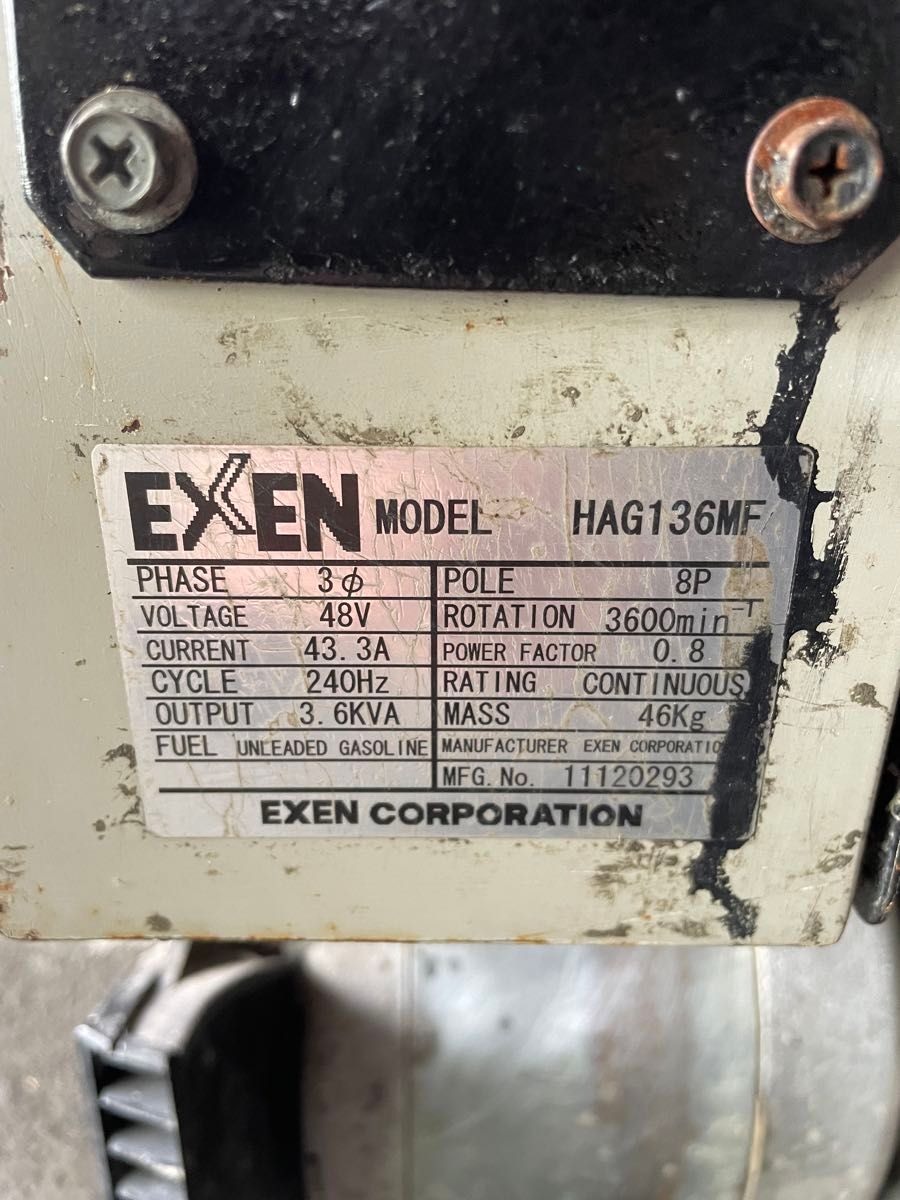 EXEN MODEL HAG136MF
PHASE 3φ POLE 8P
VOLTAGE 48V ROTATION 3600min⁻¹
CURRENT 43.3A POWER FACTOR 0.8
CYCLE 240Hz RATING CONTINUOUS
OUTPUT 3.6KVA MASS 46Kg
FUEL UNLEADED GASOLINE MANUFACTURER EXEN CORPORATIO
MFG.No. 11120293
EXEN CORPORATION